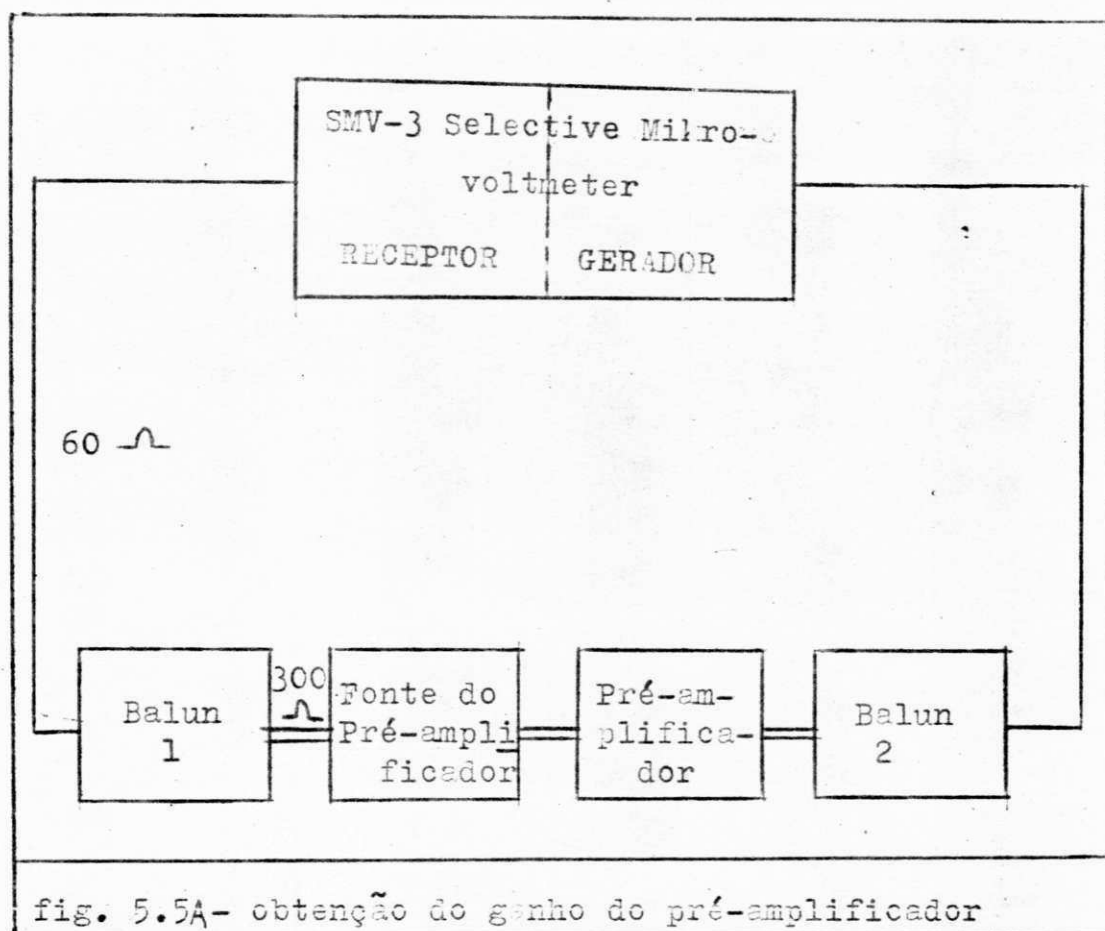 SMV-3 Selective Mikro-
voltmeter
RECEPTOR GERADOR
60 Ω
Balun
1
300
Ω
Fonte do
Pré-ampli
ficador
Pré-am-
plifica-
dor
Balun
2
fig. 5.5A- obtenção do ganho do pré-amplificador